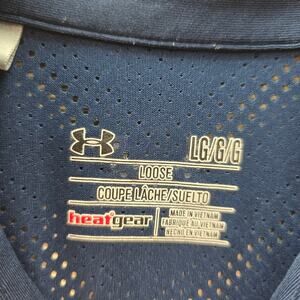 LG/G/G
LOOSE
COUPE LÂCHE/SUELTO
heatgear
MADE IN VIETNAM
FABRIQUÉ AU VIETNAM
HECHO EN VIETNAM